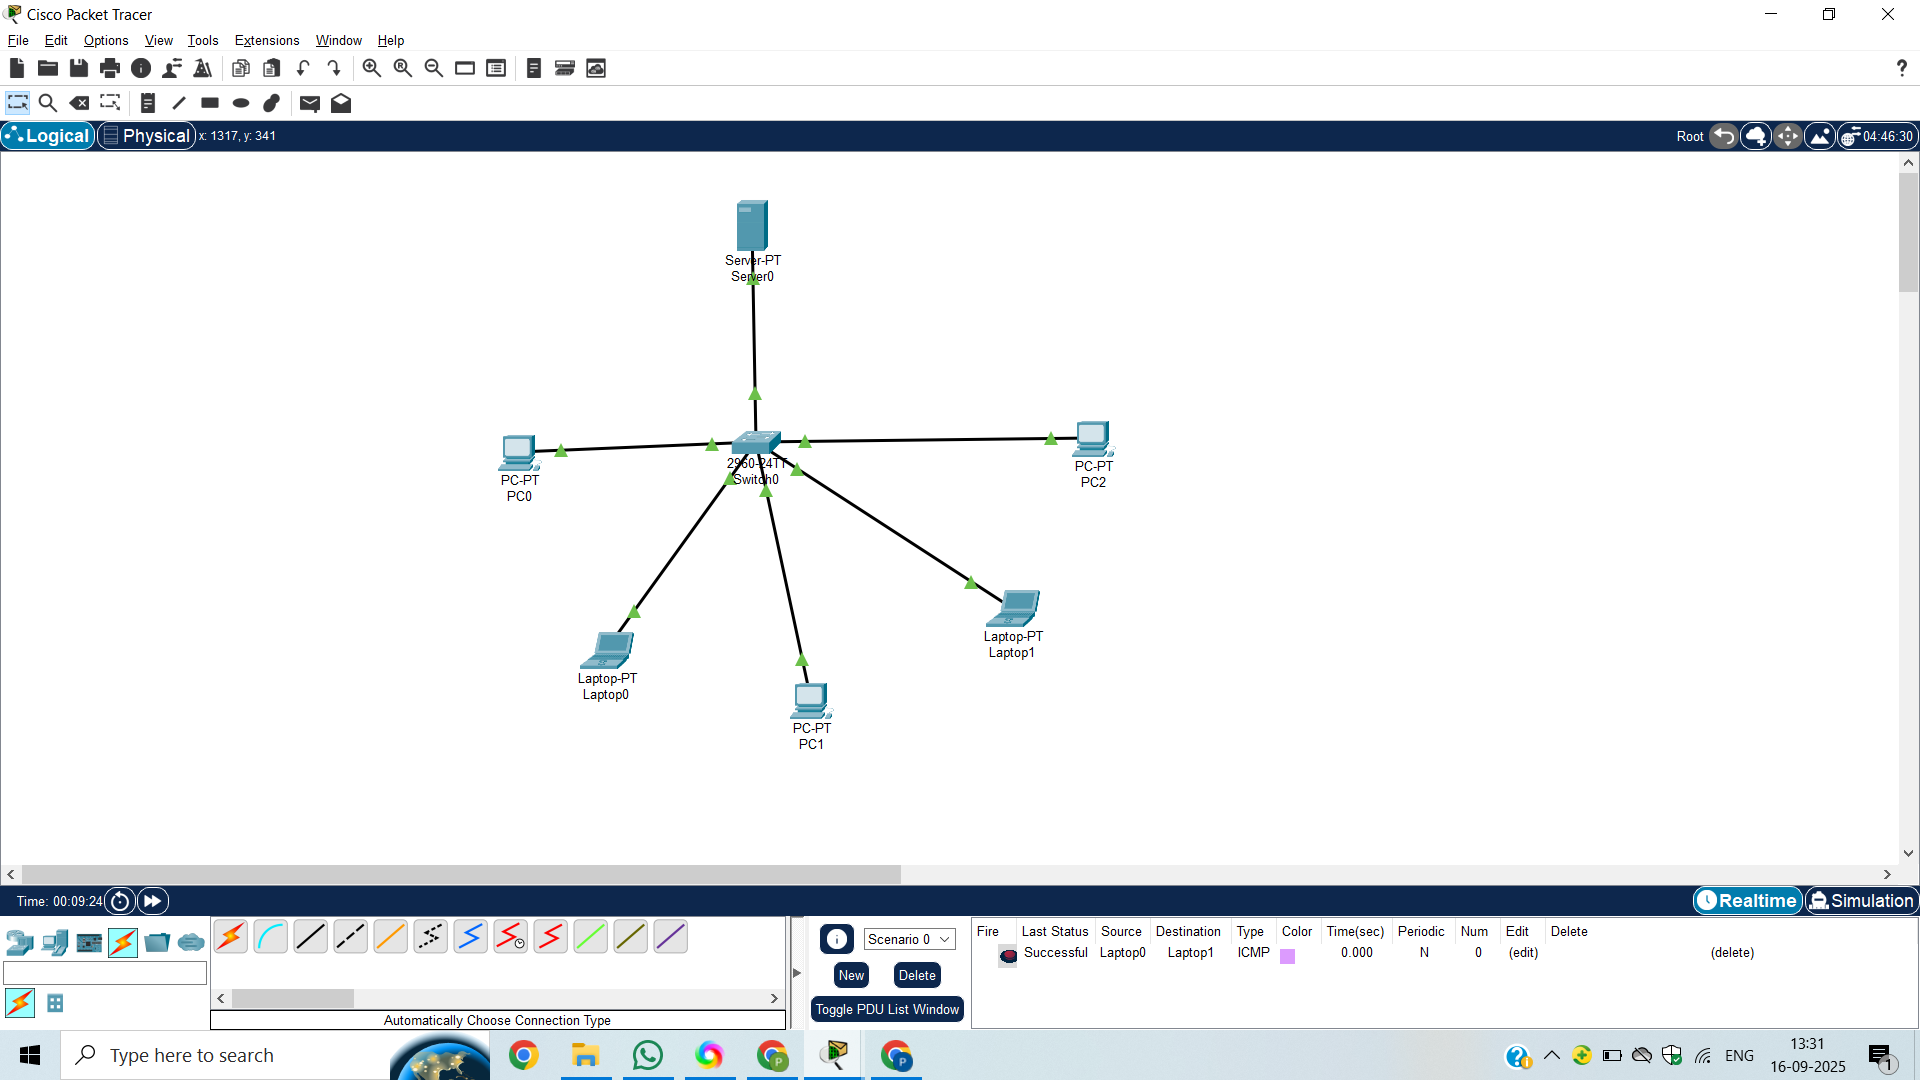 Cisco Packet Tracer
File Edit Options View Tools Extensions Window Help
?
Logical Physical x: 1317, y: 341 Root 04:46:30
Server-PT
Server0
PC-PT
PC0
2960-24TT
Switch0
PC-PT
PC2
Laptop-PT
Laptop1
Laptop-PT
Laptop0
PC-PT
PC1
Time: 00:09:24 Realtime Simulation
Scenario 0
New Delete
Toggle PDU List Window
Fire Last Status Source Destination Type Color Time(sec) Periodic Num Edit Delete
Successful Laptop0 Laptop1 ICMP 0.000 N 0 (edit) (delete)
Automatically Choose Connection Type
Type here to search
P
P
ENG
13:31
16-09-2025
1